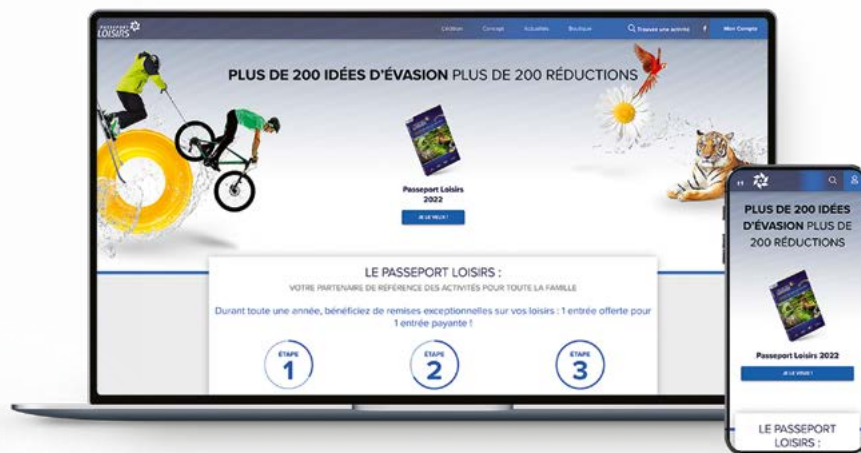 PASSEPORT
LOISIRS
L'édition Concept Actualités Boutique Trouvez une activité f Mon Compte
PLUS DE 200 IDÉES D'ÉVASION PLUS DE 200 RÉDUCTIONS
Passeport Loisirs
2022
JE LE VEUX !
LE PASSEPORT LOISIRS :
VOTRE PARTENAIRE DE RÉFÉRENCE DES ACTIVITÉS POUR TOUTE LA FAMILLE
Durant toute une année, bénéficiez de remises exceptionnelles sur vos loisirs : 1 entrée offerte pour
1 entrée payante !
ÉTAPE
1
ÉTAPE
2
ÉTAPE
3
PLUS DE 200 IDÉES
D'ÉVASION PLUS DE
200 RÉDUCTIONS
Passeport Loisirs 2022
JE LE VEUX !
LE PASSEPORT
LOISIRS :